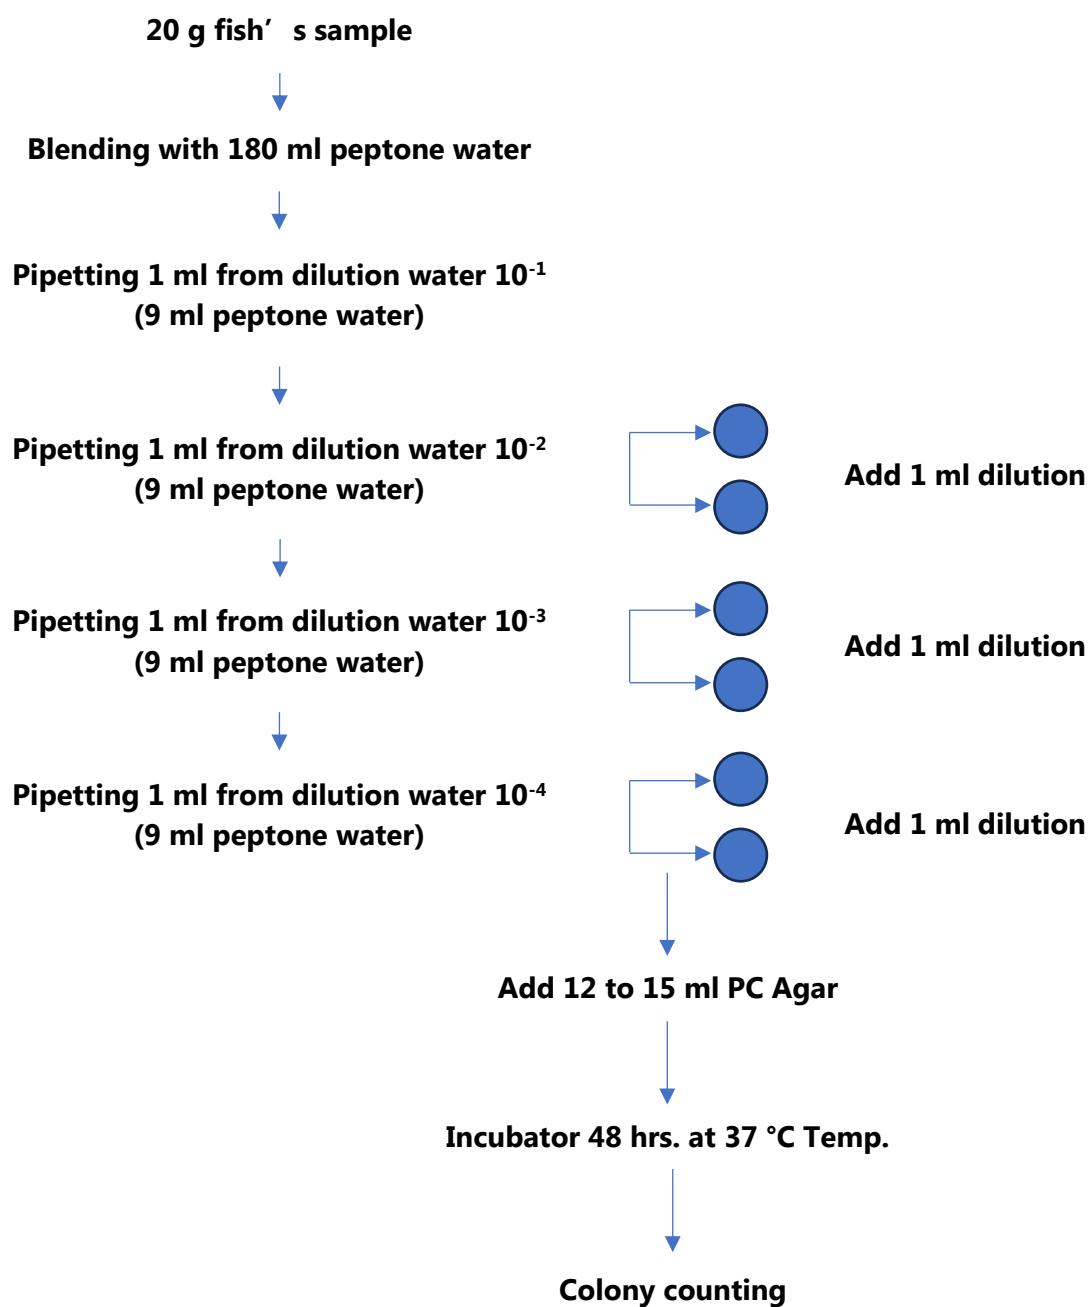 20 g fish’s sample
Blending with 180 ml peptone water
Pipetting 1 ml from dilution water 10⁻¹
(9 ml peptone water)
Pipetting 1 ml from dilution water 10⁻²
(9 ml peptone water)
Add 1 ml dilution
Pipetting 1 ml from dilution water 10⁻³
(9 ml peptone water)
Add 1 ml dilution
Pipetting 1 ml from dilution water 10⁻⁴
(9 ml peptone water)
Add 1 ml dilution
Add 12 to 15 ml PC Agar
Incubator 48 hrs. at 37 °C Temp.
Colony counting